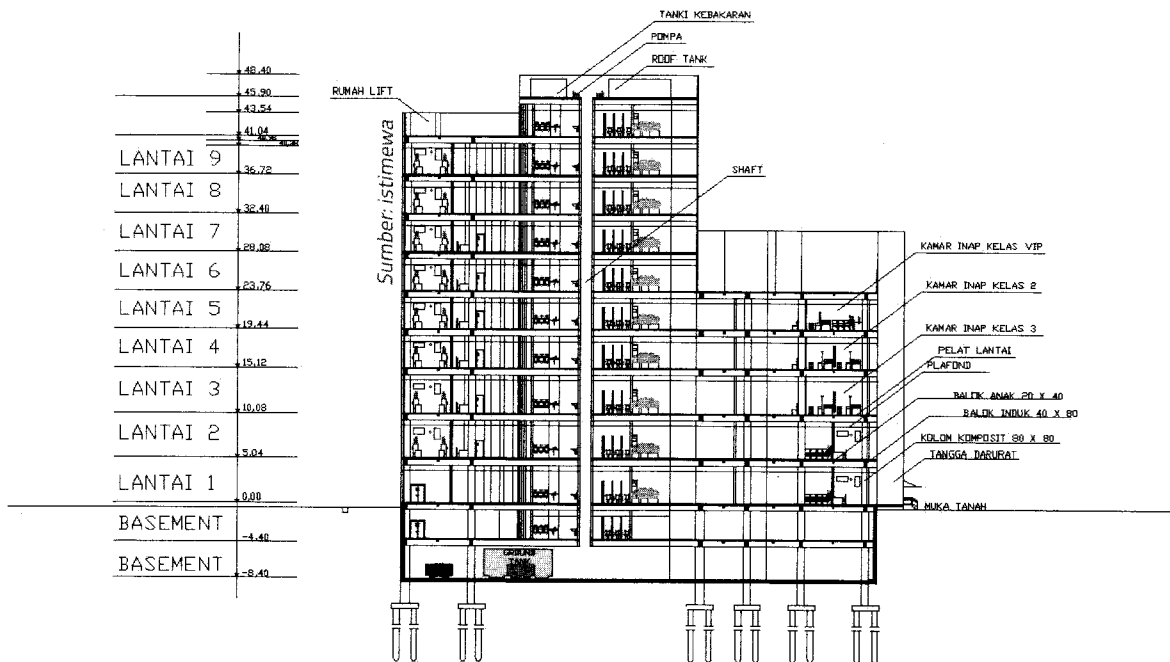 TANKI KEBAKARAN
POMPA
ROOF TANK
RUMAH LIFT
48.40
45.90
43.54
41.04
LANTAI 9
36.72
LANTAI 8
32.40
LANTAI 7
28.08
LANTAI 6
23.76
LANTAI 5
19.44
LANTAI 4
15.12
LANTAI 3
10.08
LANTAI 2
5.04
LANTAI 1
0.00
BASEMENT
-4.40
BASEMENT
-8.40
Sumber: istimewa
SHAFT
KAMAR INAP KELAS VIP
KAMAR INAP KELAS 2
KAMAR INAP KELAS 3
PELAT LANTAI
PLAFOND
BALOK ANAK 20 X 40
BALOK INDUK 40 X 80
KOLOM KOMPOSIT 80 X 80
TANGGA DARURAT
MUKA TANAH
GROUND
TANK